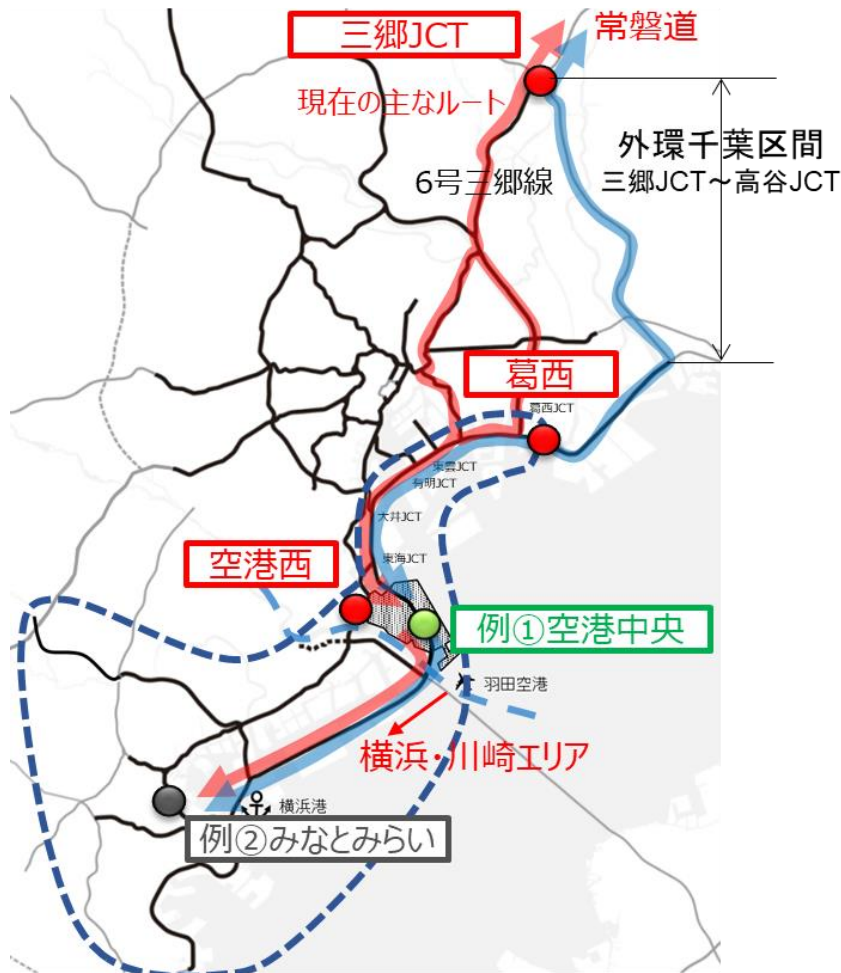 三郷JCT
常磐道
現在の主なルート
外環千葉区間
三郷JCT～高谷JCT
6号三郷線
葛西
葛西JCT
東雲JCT
有明JCT
大井JCT
東海JCT
空港西
例①空港中央
羽田空港
横浜・川崎エリア
横浜港
例②みなとみらい